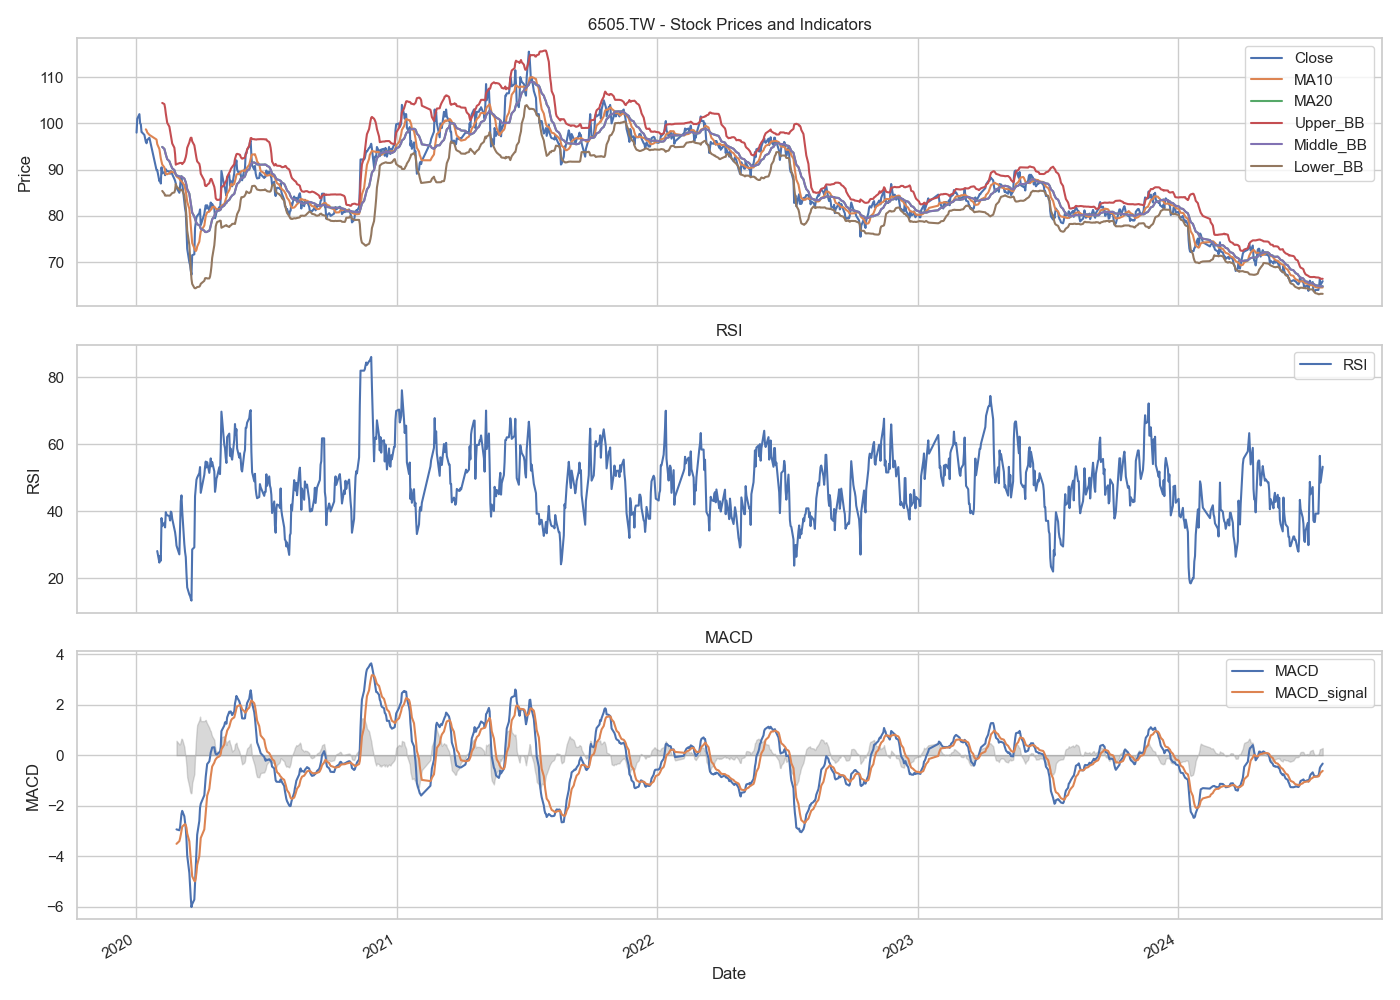 6505.TW - Stock Prices and Indicators
Price
110
100
90
80
70
Close
MA10
MA20
Upper_BB
Middle_BB
Lower_BB
RSI
RSI
80
60
40
20
RSI
MACD
MACD
4
2
0
−2
−4
−6
MACD
MACD_signal
2020
2021
2022
2023
2024
Date